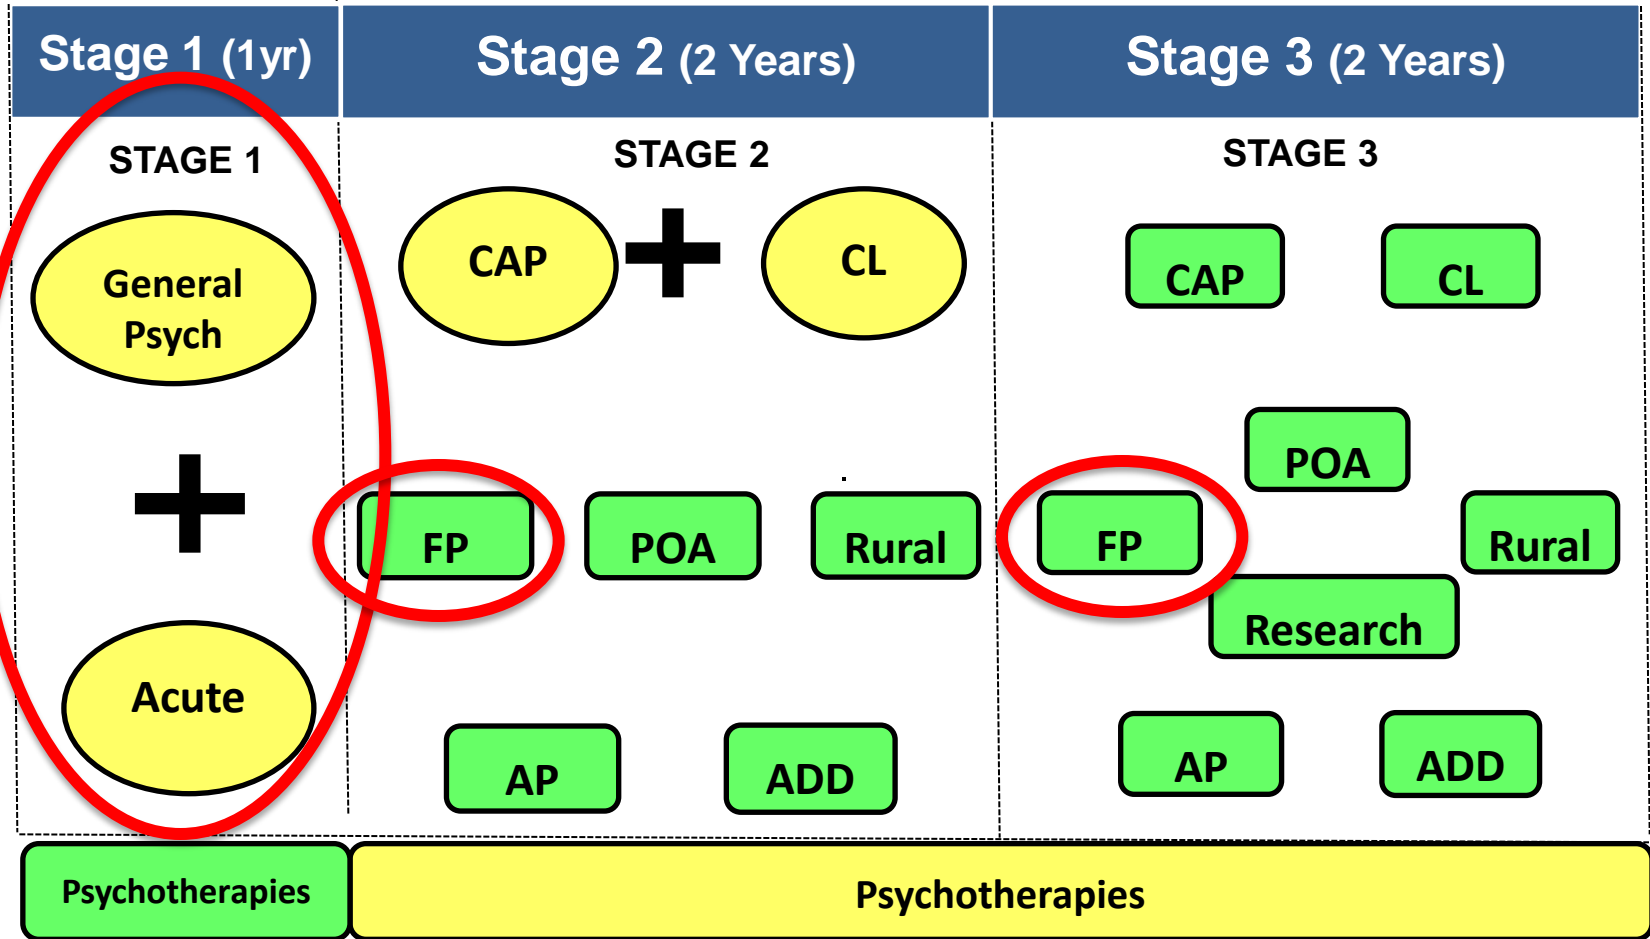 Stage 1 (1yr)
Stage 2 (2 Years)
Stage 3 (2 Years)
STAGE 1
General
Psych
Acute
STAGE 2
CAP
CL
FP
POA
Rural
AP
ADD
STAGE 3
CAP
CL
POA
FP
Rural
Research
AP
ADD
Psychotherapies
Psychotherapies